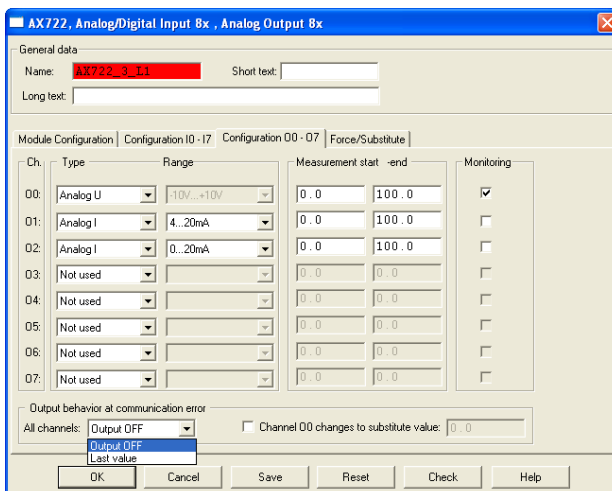 AX722, Analog/Digital Input 8x , Analog Output 8x
General data
Name: AX722_3_L1 Short text:
Long text:
Module Configuration Configuration I0 - I7 Configuration O0 - O7 Force/Substitute
Ch. Type Range Measurement start -end Monitoring
O0: Analog U -10V...+10V 0.0 100.0
O1: Analog I 4...20mA 0.0 100.0
O2: Analog I 0...20mA 0.0 100.0
O3: Not used 0.0 0.0
O4: Not used 0.0 0.0
O5: Not used 0.0 0.0
O6: Not used 0.0 0.0
O7: Not used 0.0 0.0
Output behavior at communication error
All channels: Output OFF Channel O0 changes to substitute value: 0.0
Output OFF
Last value
OK Cancel Save Reset Check Help